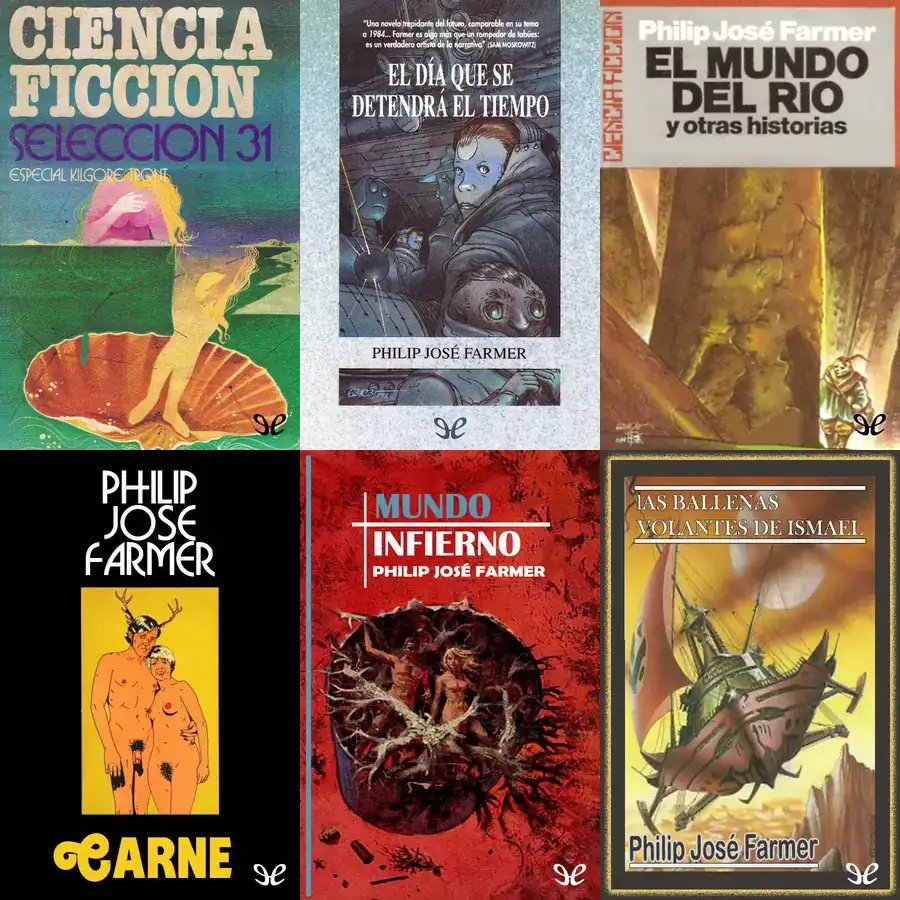 CIENCIA
FICCION
SELECCION 31
ESPECIAL KILGORE TROUT
"Una novela trepidante del futuro, comparable en su tema
a 1984... Farmer es algo más que un rompedor de tabúes:
es un verdadero artista de la narrativa" (SAM MOSKOWITZ)
EL DÍA QUE SE
DETENDRÁ EL TIEMPO
PHILIP JOSÉ FARMER
CIENCIA FICCION
Philip José Farmer
EL MUNDO
DEL RIO
y otras historias
PHILIP
JOSE
FARMER
CARNE
MUNDO
INFIERNO
PHILIP JOSÉ FARMER
LAS BALLENAS
VOLANTES DE ISMAEL
Philip José Farmer